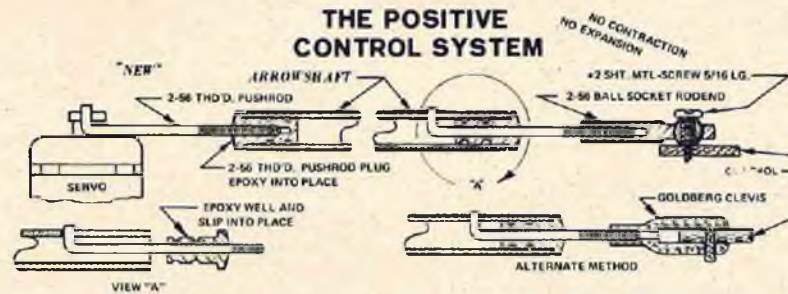 THE POSITIVE
CONTROL SYSTEM
NO CONTRACTION
NO EXPANSION
"NEW"
ARROWSHAFT
#2 SHT. MTL-SCREW 5/16 LG.
2-56 THD'D. PUSHROD
2-56 BALL SOCKET RODEND
2-56 THD'D. PUSHROD PLUG
EPOXY INTO PLACE
"A"
SERVO
EPOXY WELL AND
SLIP INTO PLACE
GOLDBERG CLEVIS
VIEW "A"
ALTERNATE METHOD